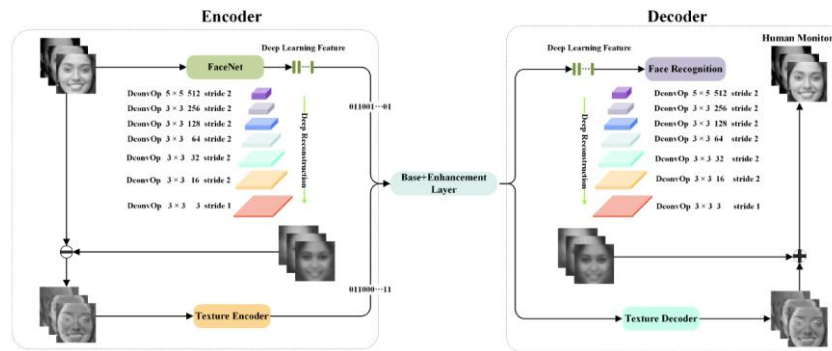 Encoder
FaceNet
Deep Learning Feature
DconvOp 5 × 5 512 stride 2
DconvOp 3 × 3 256 stride 2
DconvOp 3 × 3 128 stride 2
DconvOp 3 × 3 64 stride 2
DconvOp 3 × 3 32 stride 2
DconvOp 3 × 3 16 stride 2
DconvOp 3 × 3 3 stride 1
Deep Reconstruction
011001···01
Texture Encoder
011000···11
Base+Enhancement
Layer
Decoder
Deep Learning Feature
Face Recognition
Human Monitor
DconvOp 5 × 5 512 stride 2
DconvOp 3 × 3 256 stride 2
DconvOp 3 × 3 128 stride 2
DconvOp 3 × 3 64 stride 2
DconvOp 3 × 3 32 stride 2
DconvOp 3 × 3 16 stride 2
DconvOp 3 × 3 3 stride 1
Deep Reconstruction
Texture Decoder